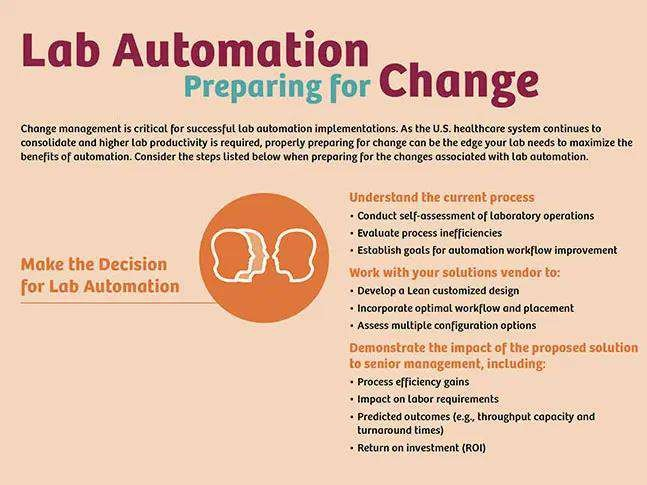 Lab Automation
Preparing for Change
Change management is critical for successful lab automation implementations. As the U.S. healthcare system continues to
consolidate and higher lab productivity is required, properly preparing for change can be the edge your lab needs to maximize the
benefits of automation. Consider the steps listed below when preparing for the changes associated with lab automation.
Make the Decision
for Lab Automation
Understand the current process
• Conduct self-assessment of laboratory operations
• Evaluate process inefficiencies
• Establish goals for automation workflow improvement
Work with your solutions vendor to:
• Develop a Lean customized design
• Incorporate optimal workflow and placement
• Assess multiple configuration options
Demonstrate the impact of the proposed solution
to senior management, including:
• Process efficiency gains
• Impact on labor requirements
• Predicted outcomes (e.g., throughput capacity and
turnaround times)
• Return on investment (ROI)